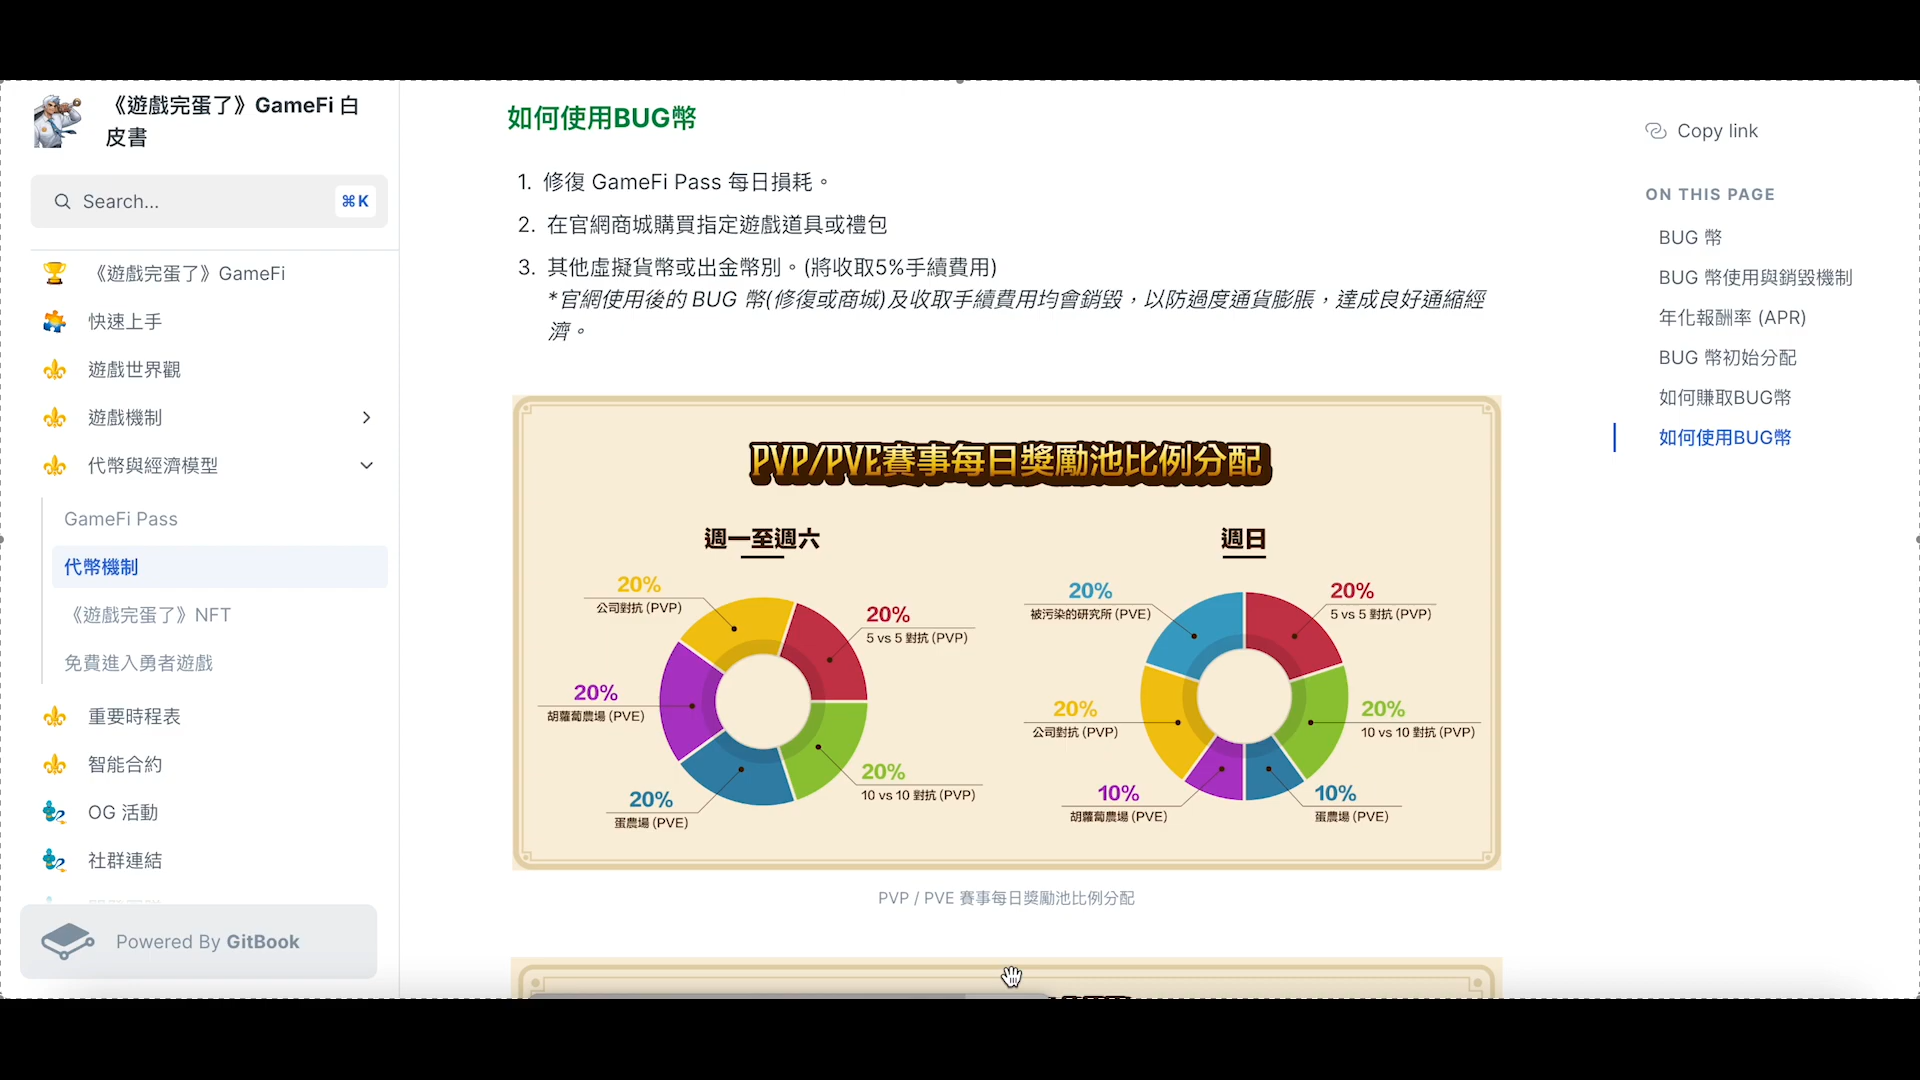 《遊戲完蛋了》GameFi 白
皮書
Search...
⌘K
《遊戲完蛋了》GameFi
快速上手
遊戲世界觀
遊戲機制
代幣與經濟模型
GameFi Pass
代幣機制
《遊戲完蛋了》NFT
免費進入勇者遊戲
重要時程表
智能合約
OG 活動
社群連結
Powered By GitBook
如何使用BUG幣
1. 修復 GameFi Pass 每日損耗。
2. 在官網商城購買指定遊戲道具或禮包
3. 其他虛擬貨幣或出金幣別。(將收取5%手續費用)
*官網使用後的 BUG 幣(修復或商城)及收取手續費用均會銷毀，以防過度通貨膨脹，達成良好通縮經
濟。
PVP/PVE賽事每日獎勵池比例分配
週一至週六
20%
公司對抗 (PVP)
20%
5 vs 5 對抗 (PVP)
20%
胡蘿蔔農場 (PVE)
20%
10 vs 10 對抗 (PVP)
20%
蛋農場 (PVE)
週日
20%
被污染的研究所 (PVE)
20%
5 vs 5 對抗 (PVP)
20%
公司對抗 (PVP)
20%
10 vs 10 對抗 (PVP)
10%
胡蘿蔔農場 (PVE)
10%
蛋農場 (PVE)
PVP / PVE 賽事每日獎勵池比例分配
Copy link
ON THIS PAGE
BUG 幣
BUG 幣使用與銷毀機制
年化報酬率 (APR)
BUG 幣初始分配
如何賺取BUG幣
如何使用BUG幣